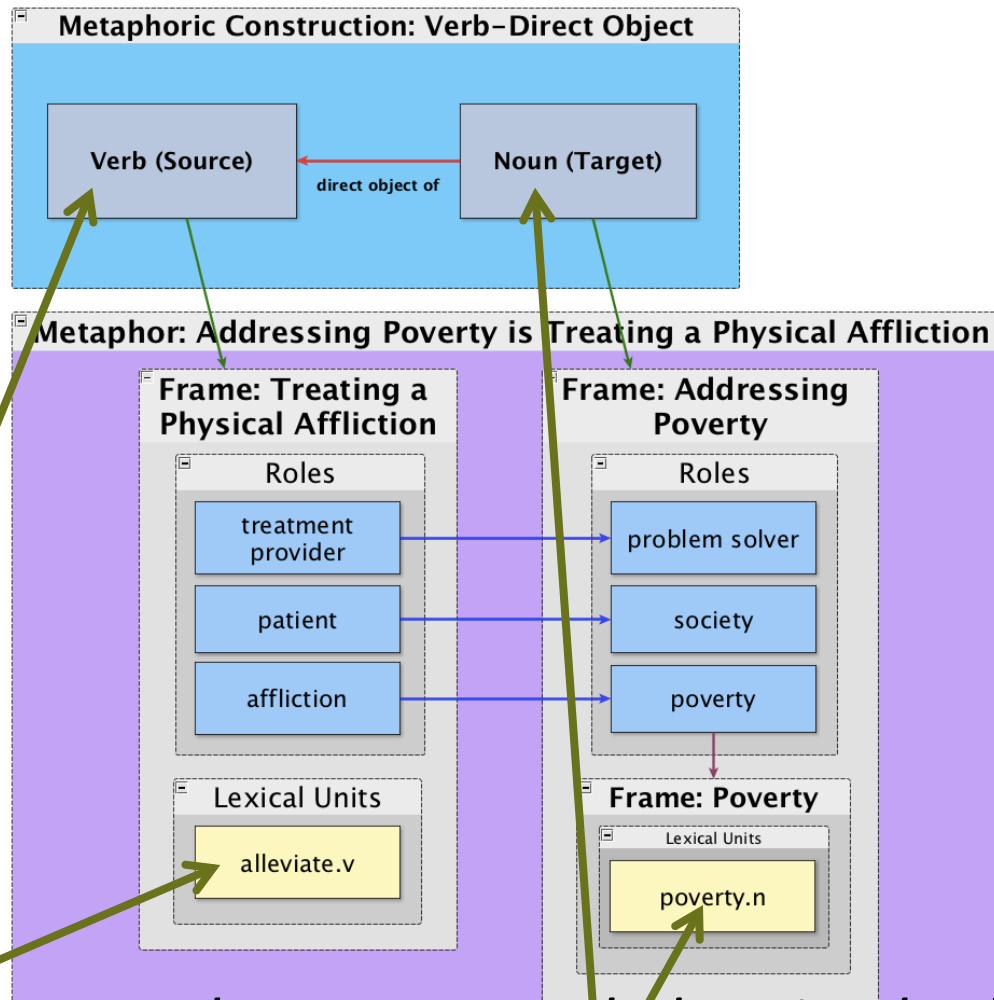 Metaphoric Construction: Verb–Direct Object
Verb (Source)
direct object of
Noun (Target)
Metaphor: Addressing Poverty is Treating a Physical Affliction
Frame: Treating a
Physical Affliction
Roles
treatment
provider
patient
affliction
Lexical Units
alleviate.v
Frame: Addressing
Poverty
Roles
problem solver
society
poverty
Frame: Poverty
Lexical Units
poverty.n